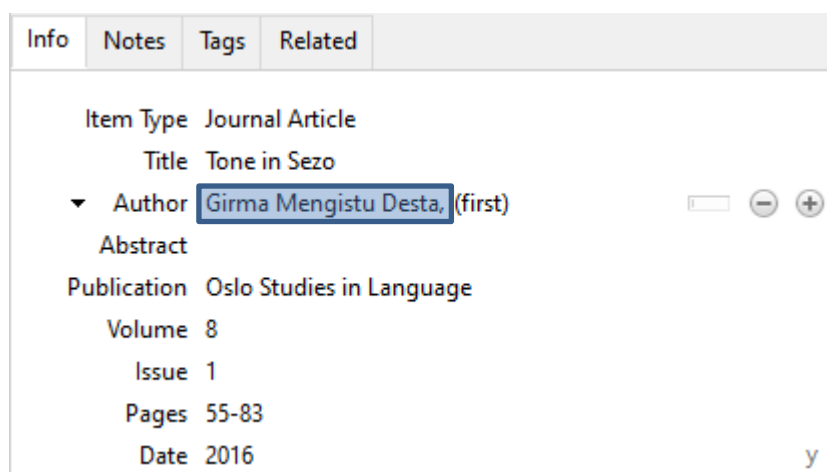 Info Notes Tags Related
Item Type Journal Article
Title Tone in Sezo
Author Girma Mengistu Desta, (first)
Abstract
Publication Oslo Studies in Language
Volume 8
Issue 1
Pages 55-83
Date 2016 y